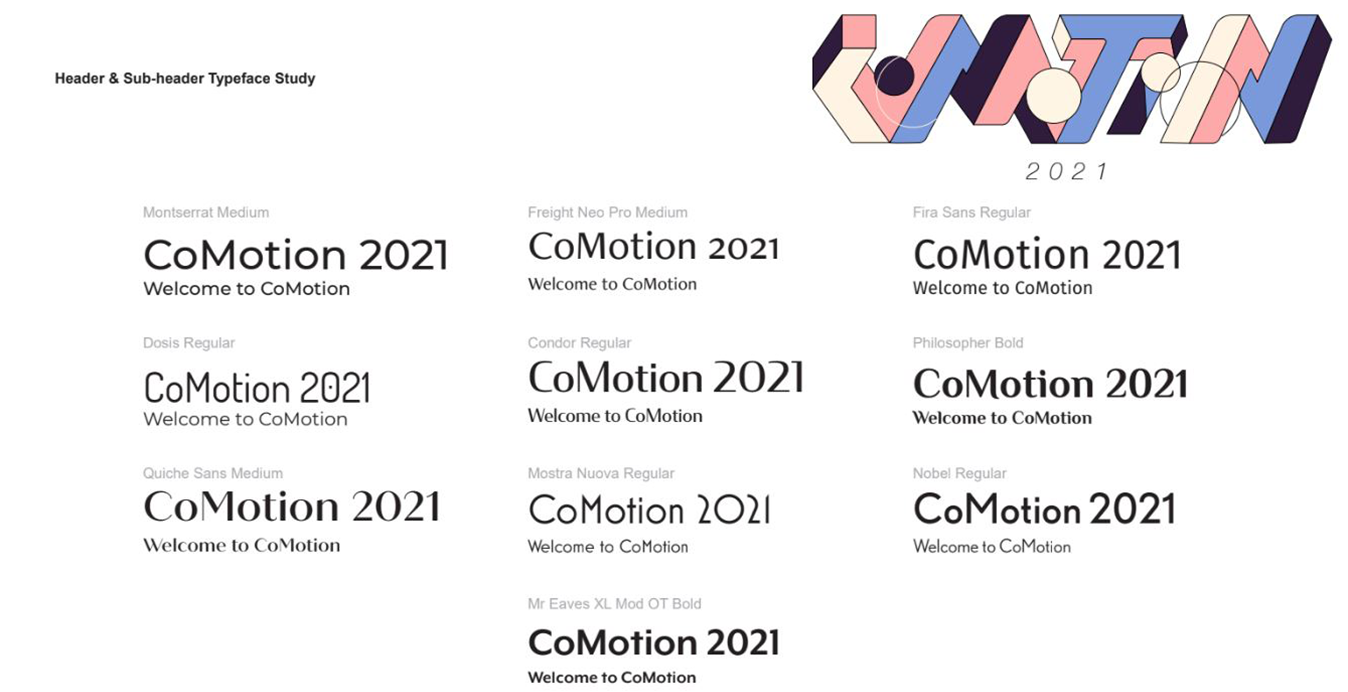 COMOTION
Header & Sub-header Typeface Study
2021
Montserrat Medium
CoMotion 2021
Welcome to CoMotion
Freight Neo Pro Medium
CoMotion 2021
Welcome to CoMotion
Fira Sans Regular
CoMotion 2021
Welcome to CoMotion
Dosis Regular
CoMotion 2021
Welcome to CoMotion
Condor Regular
CoMotion 2021
Welcome to CoMotion
Philosopher Bold
CoMotion 2021
Welcome to CoMotion
Quiche Sans Medium
CoMotion 2021
Welcome to CoMotion
Mostra Nuova Regular
CoMotion 2021
Welcome to CoMotion
Nobel Regular
CoMotion 2021
Welcome to CoMotion
Mr Eaves XL Mod OT Bold
CoMotion 2021
Welcome to CoMotion